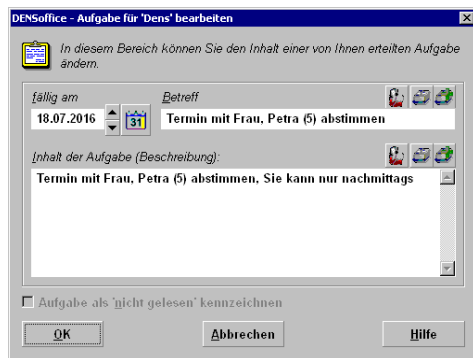 DENSoffice - Aufgabe für 'Dens' bearbeiten
In diesem Bereich können Sie den Inhalt einer von Ihnen erteilten Aufgabe
ändern.
fällig am Betreff
18.07.2016 31 Termin mit Frau, Petra (5) abstimmen
Inhalt der Aufgabe (Beschreibung):
Termin mit Frau, Petra (5) abstimmen, Sie kann nur nachmittags
Aufgabe als 'nicht gelesen' kennzeichnen
OK Abbrechen Hilfe